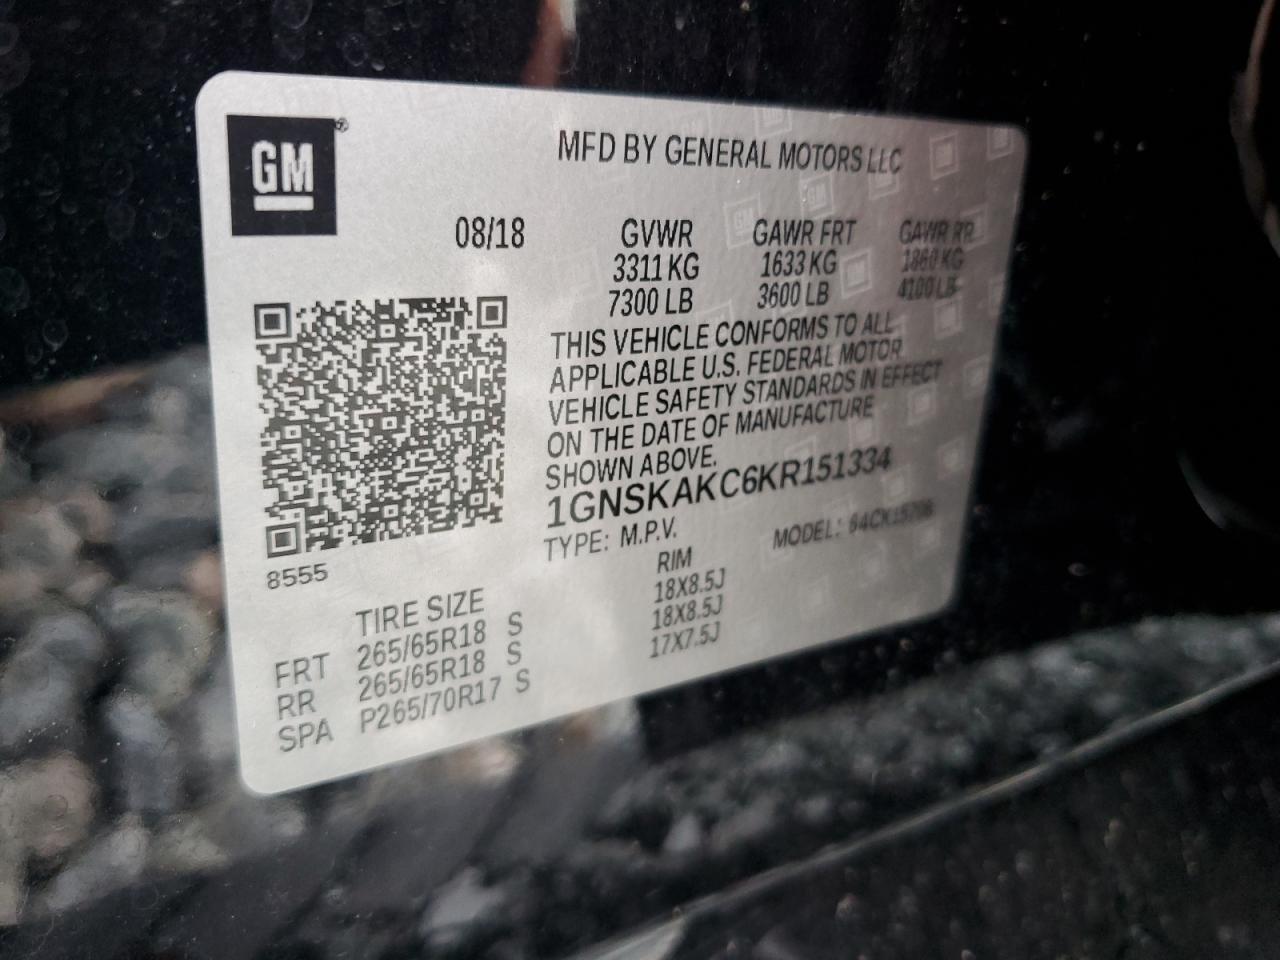 GM®
MFD BY GENERAL MOTORS LLC
08/18 GVWR GAWR FRT GAWR RR
3311 KG 1633 KG 1860 KG
7300 LB 3600 LB 4100 LB
THIS VEHICLE CONFORMS TO ALL
APPLICABLE U.S. FEDERAL MOTOR
VEHICLE SAFETY STANDARDS IN EFFECT
ON THE DATE OF MANUFACTURE
SHOWN ABOVE.
1GNSKAKC6KR151334
TYPE: M.P.V. MODEL:
8555
TIRE SIZE RIM
FRT 265/65R18 S 18X8.5J
RR 265/65R18 S 18X8.5J
SPA P265/70R17 S 17X7.5J